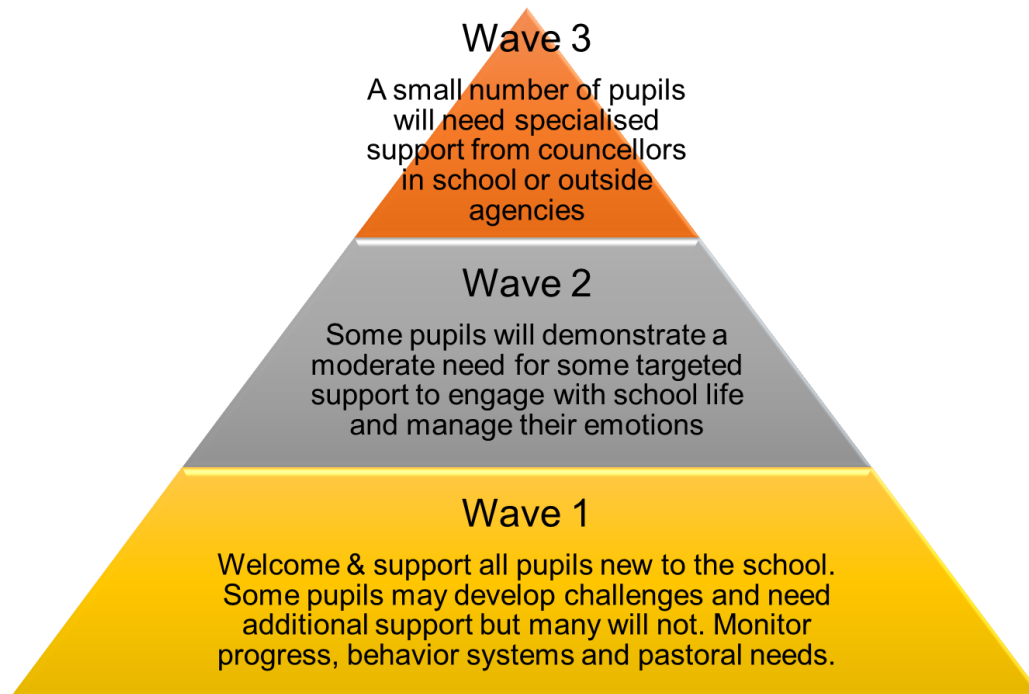 Wave 3
A small number of pupils
will need specialised
support from councellors
in school or outside
agencies
Wave 2
Some pupils will demonstrate a
moderate need for some targeted
support to engage with school life
and manage their emotions
Wave 1
Welcome & support all pupils new to the school.
Some pupils may develop challenges and need
additional support but many will not. Monitor
progress, behavior systems and pastoral needs.